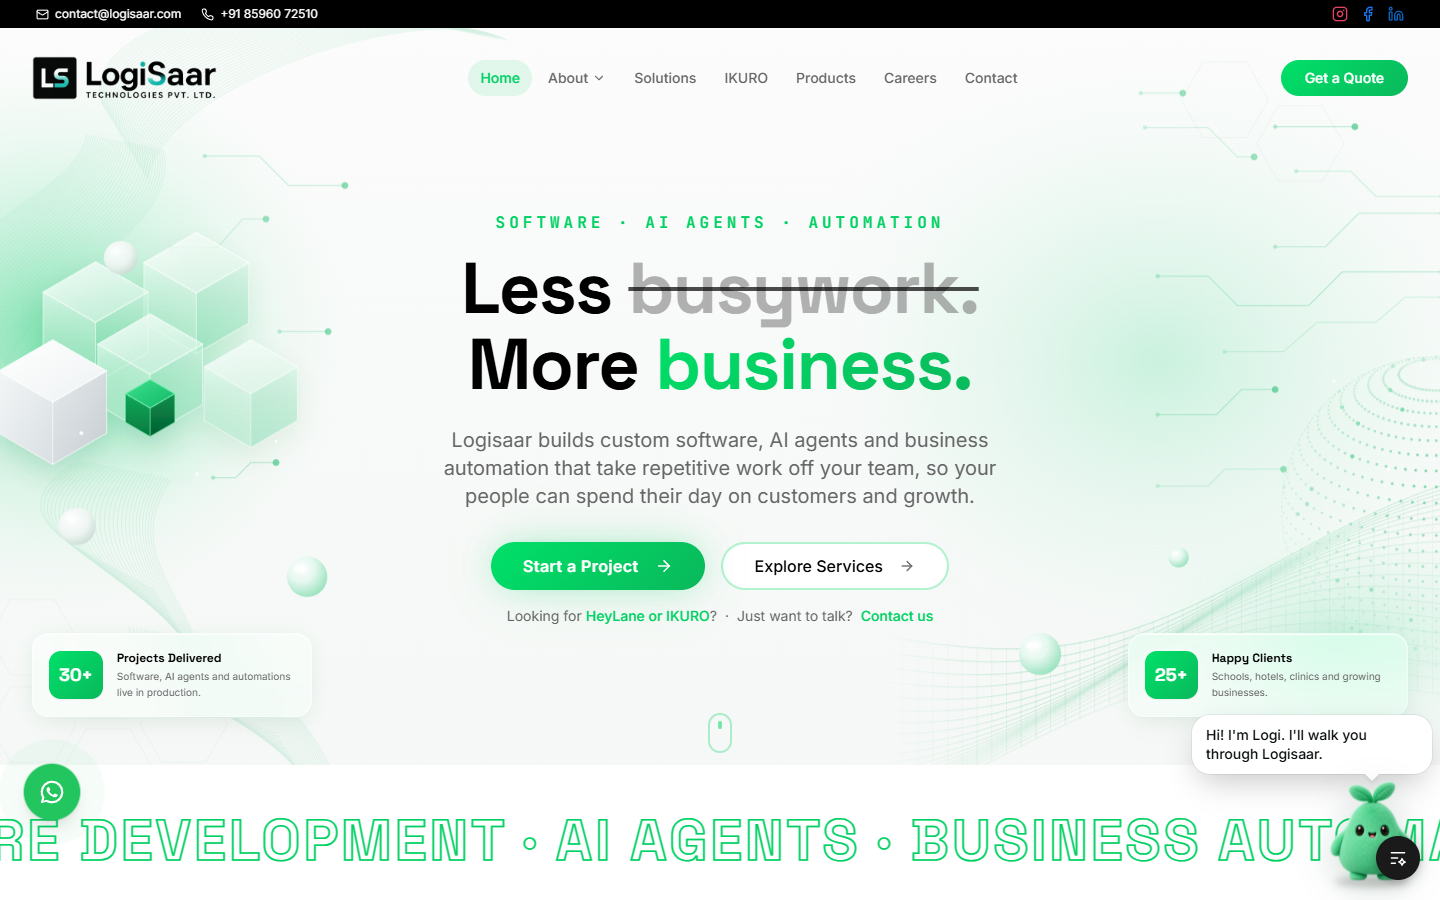 contact@logisaar.com
+91 85960 72510
LS LogiSaar
TECHNOLOGIES PVT. LTD.
Home
About
Solutions
IKURO
Products
Careers
Contact
Get a Quote
SOFTWARE · AI AGENTS · AUTOMATION
Less busywork.
More business.
Logisaar builds custom software, AI agents and business
automation that take repetitive work off your team, so your
people can spend their day on customers and growth.
Start a Project
Explore Services
Looking for HeyLane or IKURO? · Just want to talk? Contact us
30+
Projects Delivered
Software, AI agents and automations
live in production.
25+
Happy Clients
Schools, hotels, clinics and growing
businesses.
Hi! I'm Logi. I'll walk you
through Logisaar.
RE DEVELOPMENT · AI AGENTS · BUSINESS AUTOMA